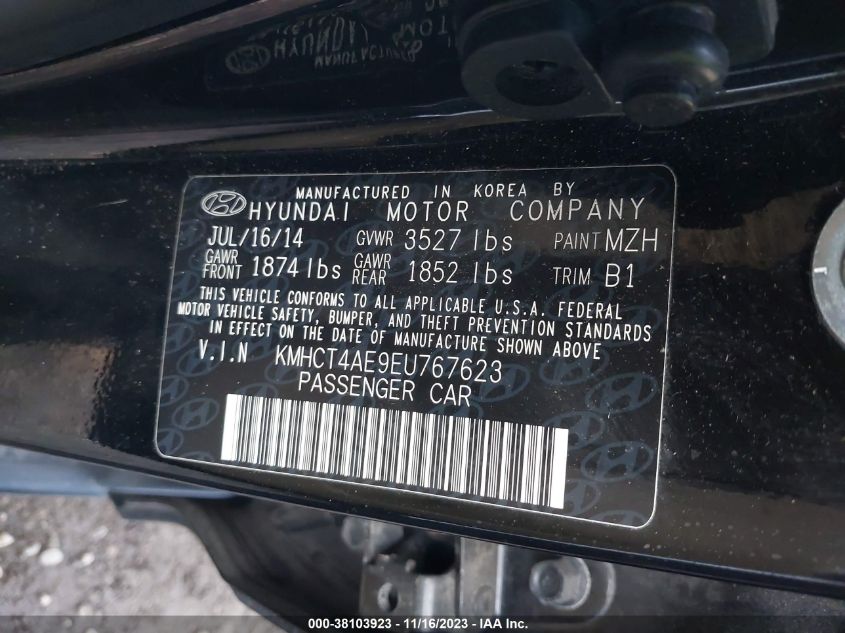 HYUNDAI
MOTOR
MANUFACTURED
MANUFACTURED IN KOREA BY
HYUNDAI MOTOR COMPANY
JUL/16/14 GVWR 3527 lbs PAINT MZH
GAWR FRONT 1874 lbs GAWR REAR 1852 lbs TRIM B1
THIS VEHICLE CONFORMS TO ALL APPLICABLE U.S.A. FEDERAL
MOTOR VEHICLE SAFETY, BUMPER, AND THEFT PREVENTION STANDARDS
IN EFFECT ON THE DATE OF MANUFACTURE SHOWN ABOVE.
V.I.N KMHCT4AE9EU767623
PASSENGER CAR
000-38103923 - 11/16/2023 - IAA Inc.